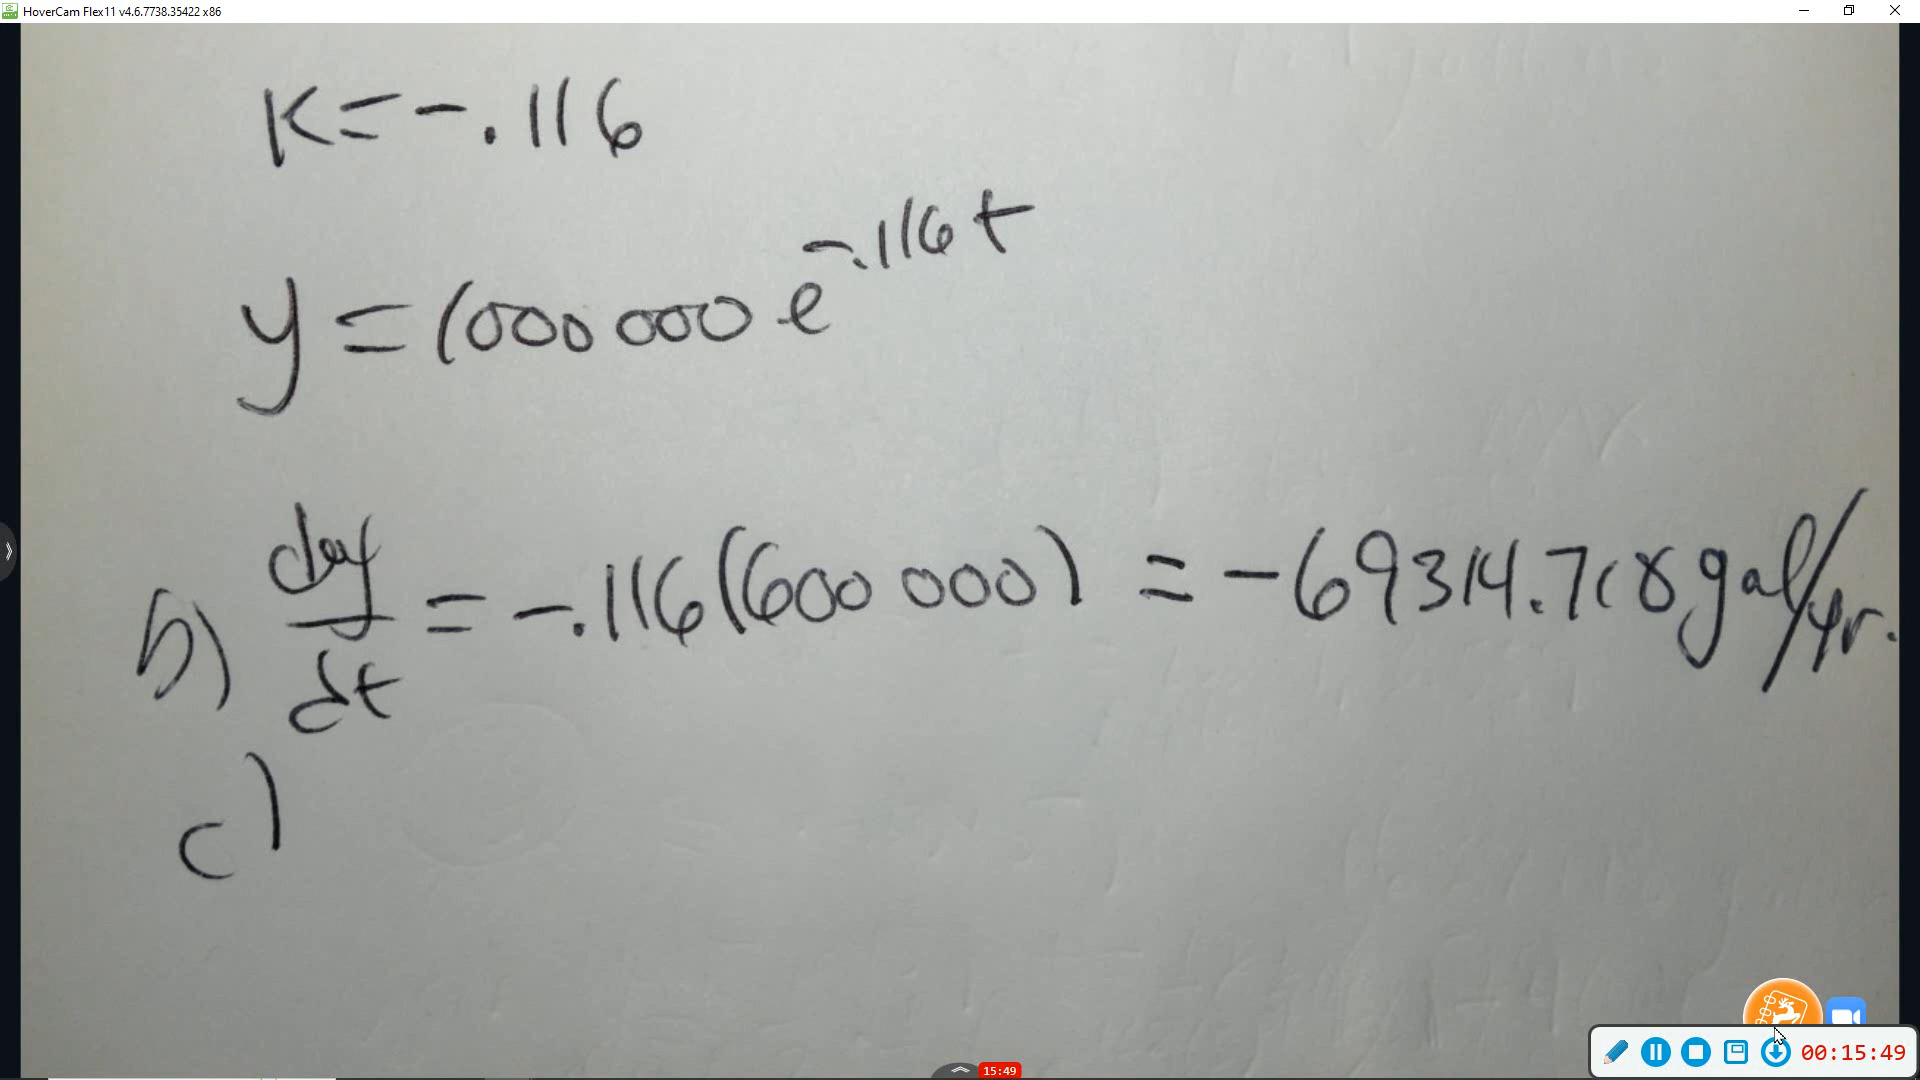 HoverCam Flex11 v4.6.7738.35422 x86
K=-.116
y=1000 000 e^-.116t
b) dy/dt = -.116(600 000) = -69314.718 gal/yr.
c)
15:49
00:15:49